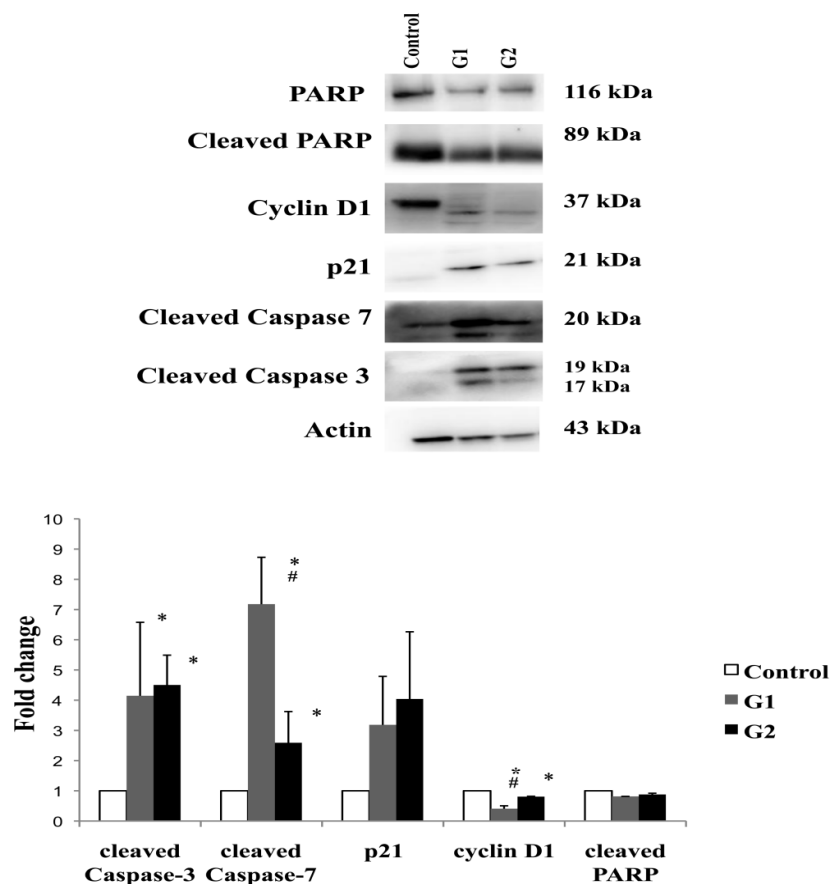 Control G1 G2
PARP 116 kDa
Cleaved PARP 89 kDa
Cyclin D1 37 kDa
p21 21 kDa
Cleaved Caspase 7 20 kDa
Cleaved Caspase 3 19 kDa
17 kDa
Actin 43 kDa
Fold change
10
9
8
7
6
5
4
3
2
1
0
*
*
*
#
*
*
#
*
Control
G1
G2
cleaved Caspase-3
cleaved Caspase-7
p21
cyclin D1
cleaved PARP